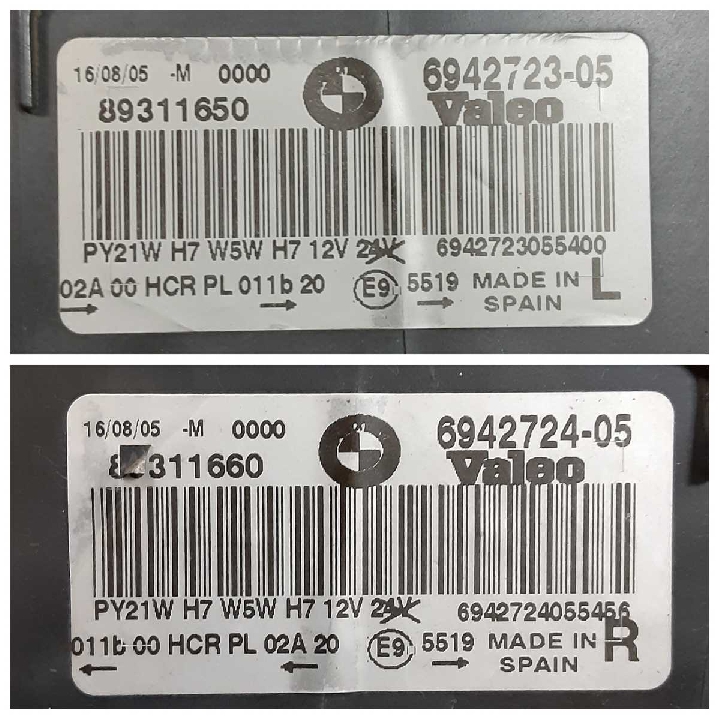 16/08/05 -M 0000 6942723-05
89311650 Valeo
PY21W H7 W5W H7 12V 24V 6942723055400
02A 00 HCR PL 011b 20 E9 5519 MADE IN L
→ → → SPAIN
16/08/05 -M 0000 6942724-05
311660 Valeo
PY21W H7 W5W H7 12V 24V 6942724055456
011b 00 HCR PL 02A 20 E9 5519 MADE IN R
← ← → SPAIN